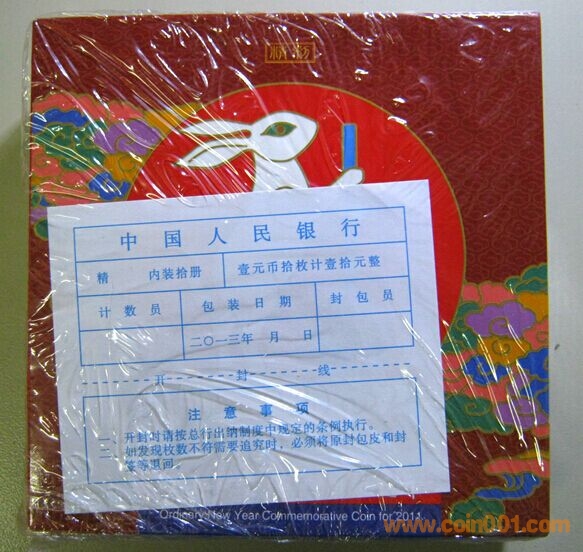 中国人民银行
精 内装拾册 壹元币拾枚计壹拾元整
计数员 包装日期 封包员
二〇一三年 月 日
开 封 线
注意事项
一、开封时请按总行出纳制度中规定的条例执行。
二、如发现枚数不符需要追究时，必须将原封包皮和封
签等退回
Ordinary New Year Commemorative Coin for 2011
www.coin001.com